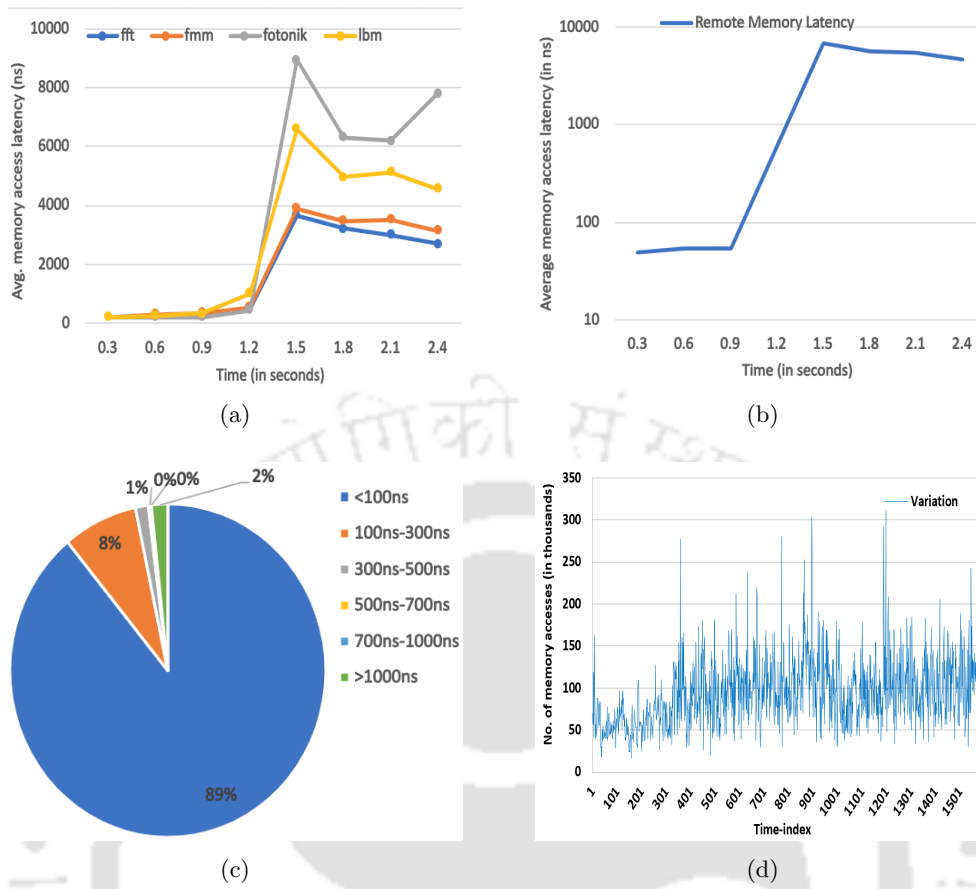 fft fmm fotonik lbm
Avg. memory access latency (ns)
10000
8000
6000
4000
2000
0
0.3 0.6 0.9 1.2 1.5 1.8 2.1 2.4
Time (in seconds)
(a)
Remote Memory Latency
Average memory access latency (in ns)
10000
1000
100
10
0.3 0.6 0.9 1.2 1.5 1.8 2.1 2.4
Time (in seconds)
(b)
1% 0% 0% 2%
8%
89%
<100ns
100ns-300ns
300ns-500ns
500ns-700ns
700ns-1000ns
>1000ns
(c)
Variation
No. of memory accesses (in thousands)
350
300
250
200
150
100
50
0
1 101 201 301 401 501 601 701 801 901 1001 1101 1201 1301 1401 1501
Time-index
(d)